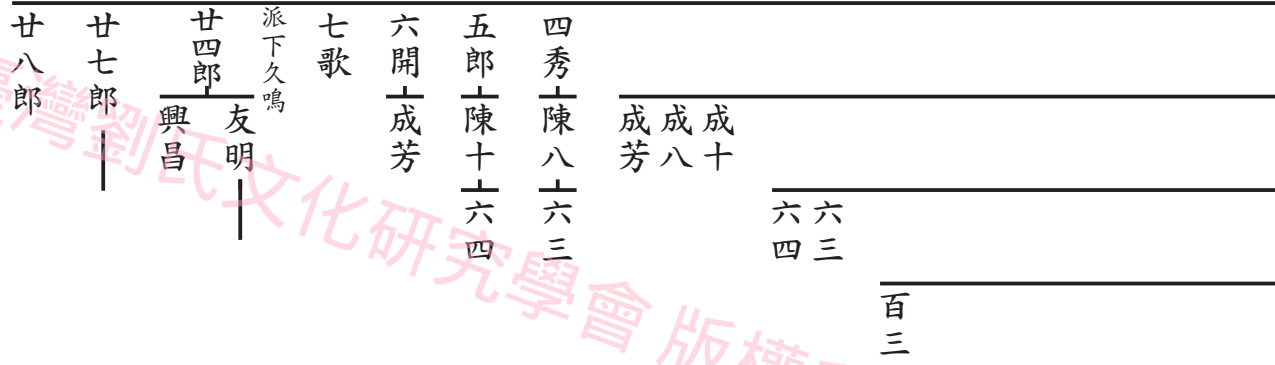 百三
六三
六四
成十
成八
成芳
四秀
陳八
六三
五郎
陳十
六四
六開
成芳
七歌
派下久鳴
廿四郎
友明
興昌
廿七郎
廿八郎
臺灣劉氏文化研究學會 版權